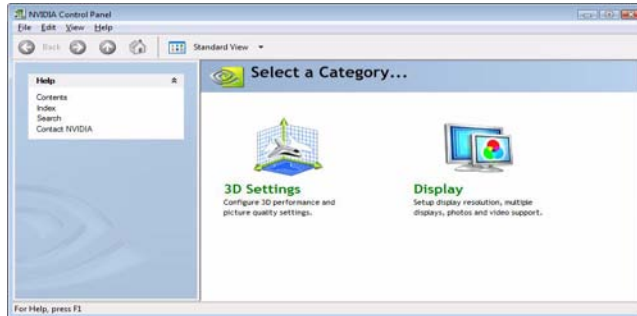 NVIDIA Control Panel
File Edit View Help
Back Standard View
Help
Contents
Index
Search
Contact NVIDIA
Select a Category...
3D Settings
Configure 3D performance and
picture quality settings.
Display
Setup display resolution, multiple
displays, photos and video support.
For Help, press F1